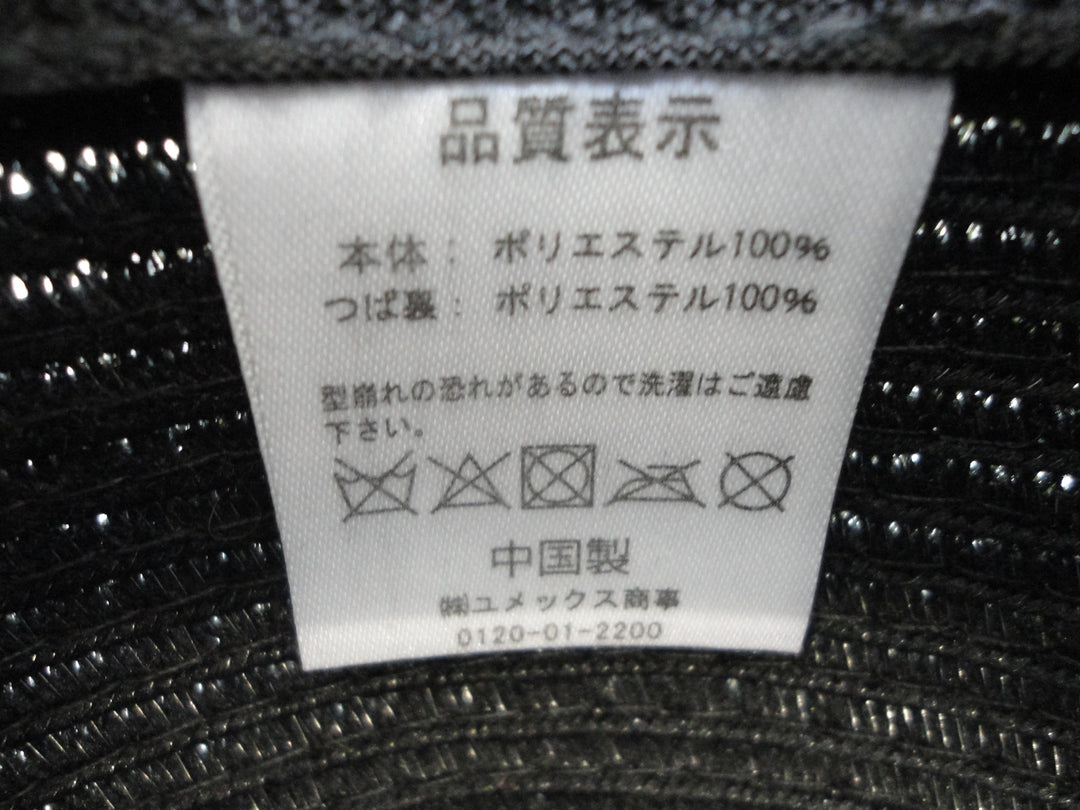 品質表示
本体： ポリエステル100%
つば裏： ポリエステル100%
型崩れの恐れがあるので洗濯はご遠慮
下さい。
中国製
㈱ユメックス商事
0120-01-2200